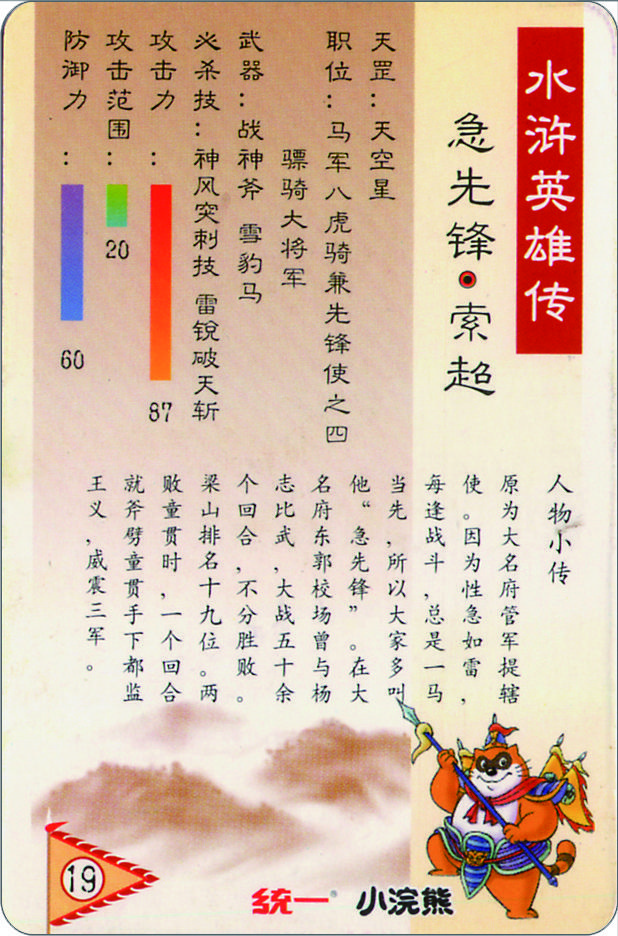 水浒英雄传
急先锋·索超
天罡：天空星
职位：马军八虎骑兼先锋使之四
骠骑大将军
武器：战神斧 雪豹马
必杀技：神风突刺技 雷锐破天斩
攻击力：
87
攻击范围：
20
防御力：
60
人物小传
原为大名府管军提辖
使。因为性急如雷，
每逢战斗，总是一马
当先，所以大家多叫
他“急先锋”。在大
名府东郭校场曾与杨
志比武，大战五十余
个回合，不分胜败。
梁山排名十九位。两
败童贯时，一个回合
就斧劈童贯手下都监
王义，威震三军。
19
统一® 小浣熊